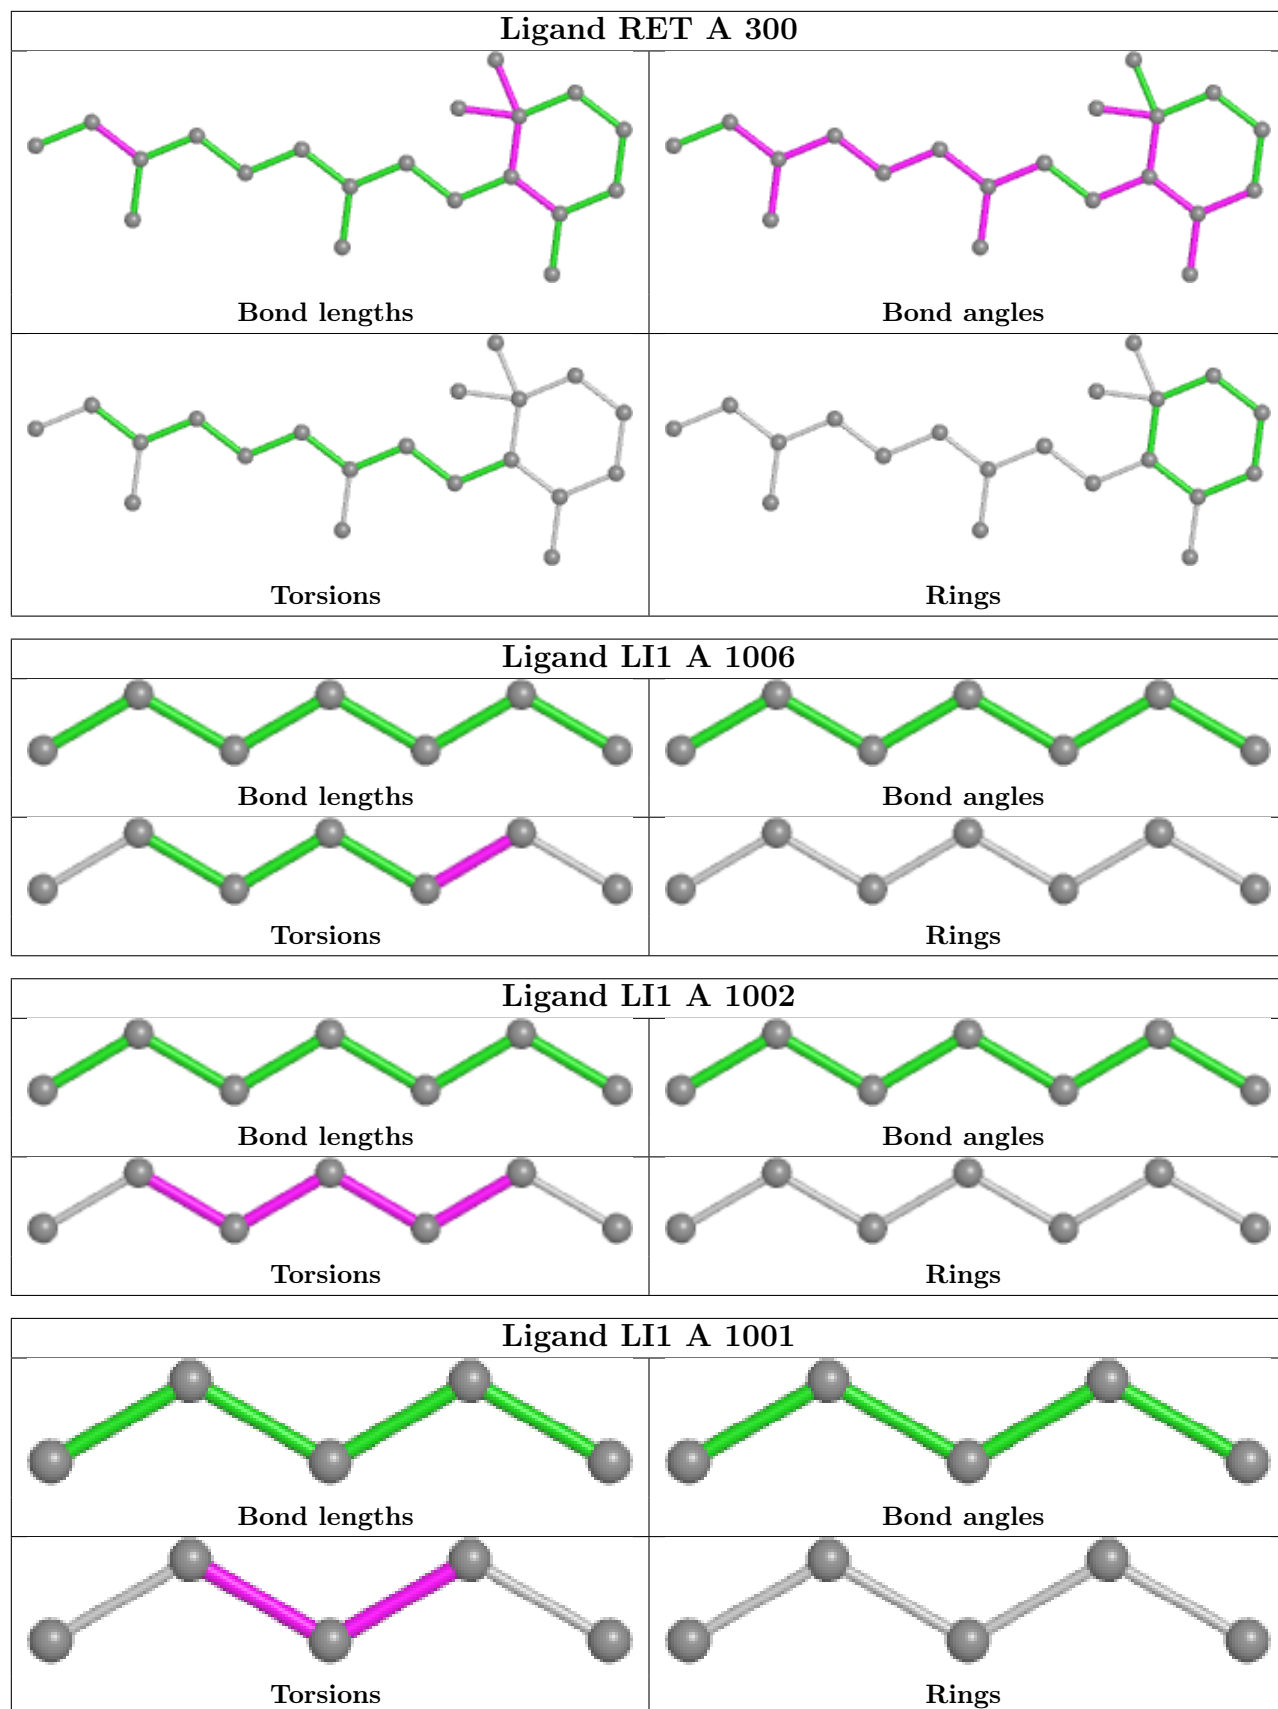 Ligand RET A 300
Bond lengths
Bond angles
Torsions
Rings
Ligand LI1 A 1006
Bond lengths
Bond angles
Torsions
Rings
Ligand LI1 A 1002
Bond lengths
Bond angles
Torsions
Rings
Ligand LI1 A 1001
Bond lengths
Bond angles
Torsions
Rings